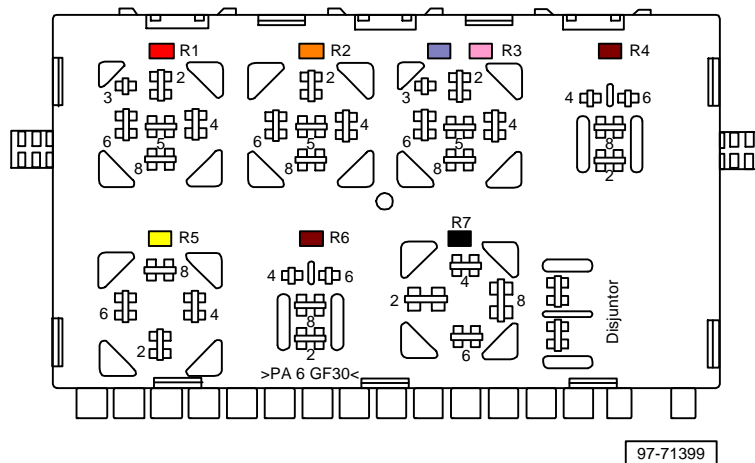 R1 R2 R3 R4
2 2 2
3 3
4 6
6 5 4 6 5 4 6 5 4
8 8 8
8
2
R5 R6 R7
8 4 6 4
6 4 2 8
8
2 2 6
Disjuntor
>PA 6 GF30<
97-71399